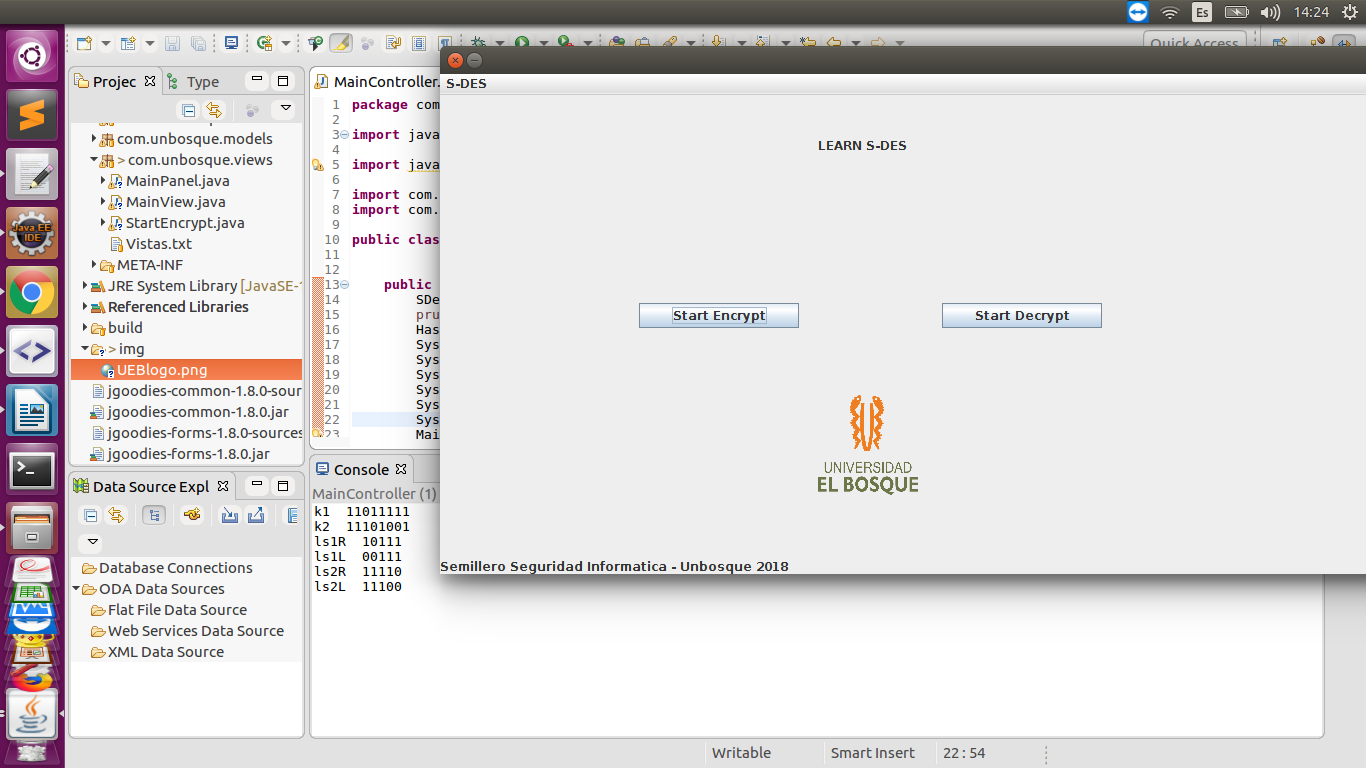 Es
14:24
Quick Access
Projec
Type
com.unbosque.models
> com.unbosque.views
MainPanel.java
MainView.java
StartEncrypt.java
Vistas.txt
META-INF
JRE System Library [JavaSE-1
Referenced Libraries
build
> img
UEBlogo.png
jgoodies-common-1.8.0-sour
jgoodies-common-1.8.0.jar
jgoodies-forms-1.8.0-sources
jgoodies-forms-1.8.0.jar
MainController.
1 package com
2
3 import java
4
5 import java
6
7 import com.
8 import com.
9
10 public clas
11
12
13 public
14 SDe
15 pru
16 Has
17 Sys
18 Sys
19 Sys
20 Sys
21 Sys
22 Sys
23 Mai
S-DES
LEARN S-DES
Start Encrypt
Start Decrypt
UNIVERSIDAD
EL BOSQUE
Semillero Seguridad Informatica - Unbosque 2018
Data Source Expl
Database Connections
ODA Data Sources
Flat File Data Source
Web Services Data Source
XML Data Source
Console
MainController (1)
k1 11011111
k2 11101001
ls1R 10111
ls1L 00111
ls2R 11110
ls2L 11100
Java EE
IDE
Writable
Smart Insert
22 : 54